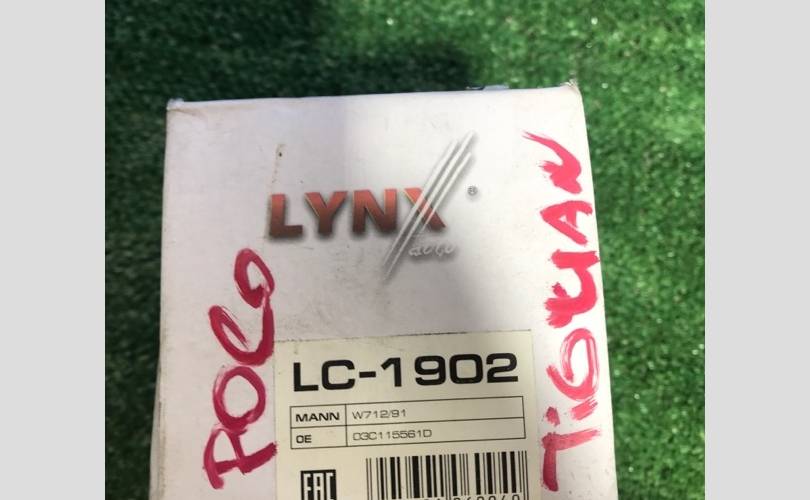 LYNX ®
auto
POLO
TIGUAN
LC-1902
MANN W712/91
OE 03C115561D
EAC